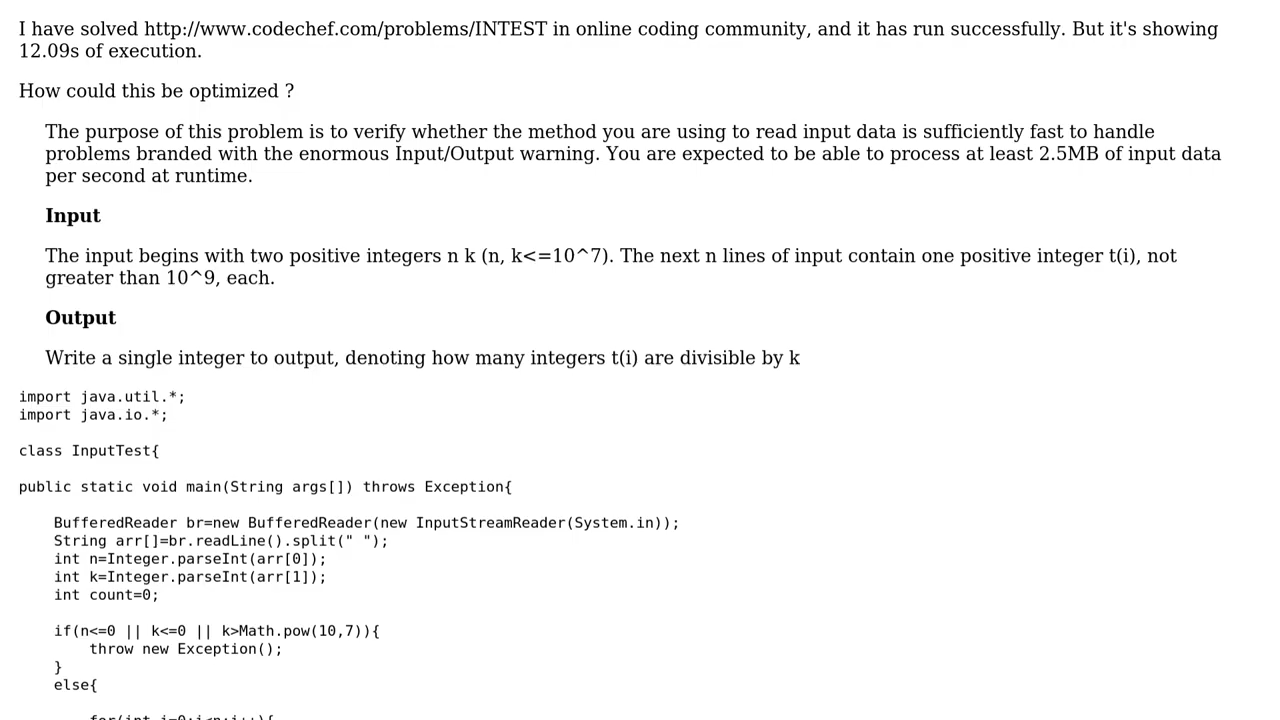 I have solved http://www.codechef.com/problems/INTEST in online coding community, and it has run successfully. But it's showing
12.09s of execution.
How could this be optimized ?
The purpose of this problem is to verify whether the method you are using to read input data is sufficiently fast to handle
problems branded with the enormous Input/Output warning. You are expected to be able to process at least 2.5MB of input data
per second at runtime.
Input
The input begins with two positive integers n k (n, k<=10^7). The next n lines of input contain one positive integer t(i), not
greater than 10^9, each.
Output
Write a single integer to output, denoting how many integers t(i) are divisible by k
import java.util.*;
import java.io.*;
class InputTest{
public static void main(String args[]) throws Exception{
    BufferedReader br=new BufferedReader(new InputStreamReader(System.in));
    String arr[]=br.readLine().split(" ");
    int n=Integer.parseInt(arr[0]);
    int k=Integer.parseInt(arr[1]);
    int count=0;
    if(n<=0 || k<=0 || k>Math.pow(10,7)){
        throw new Exception();
    }
    else{
        for(int i=0;i<n;i++){